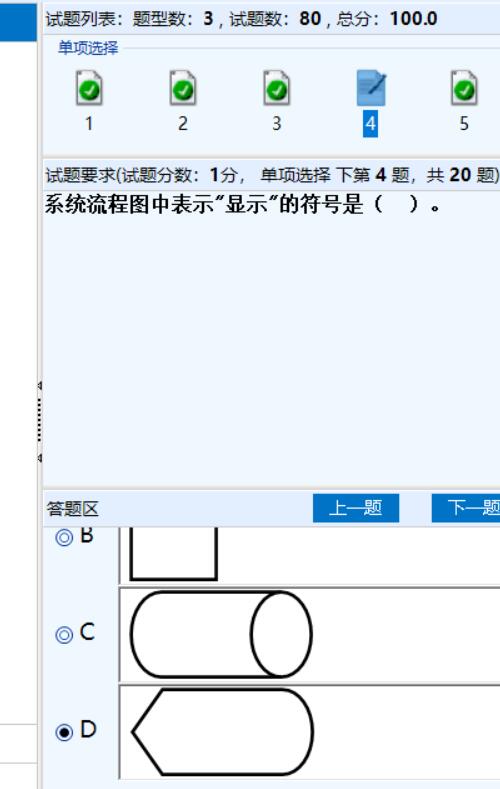 试题列表：题型数：3 , 试题数：80 , 总分：100.0
单项选择
1 2 3 4 5
试题要求(试题分数：1分， 单项选择 下第 4 题，共 20 题)
系统流程图中表示"显示"的符号是（ ）。
答题区 上一题 下一题
B
C
D